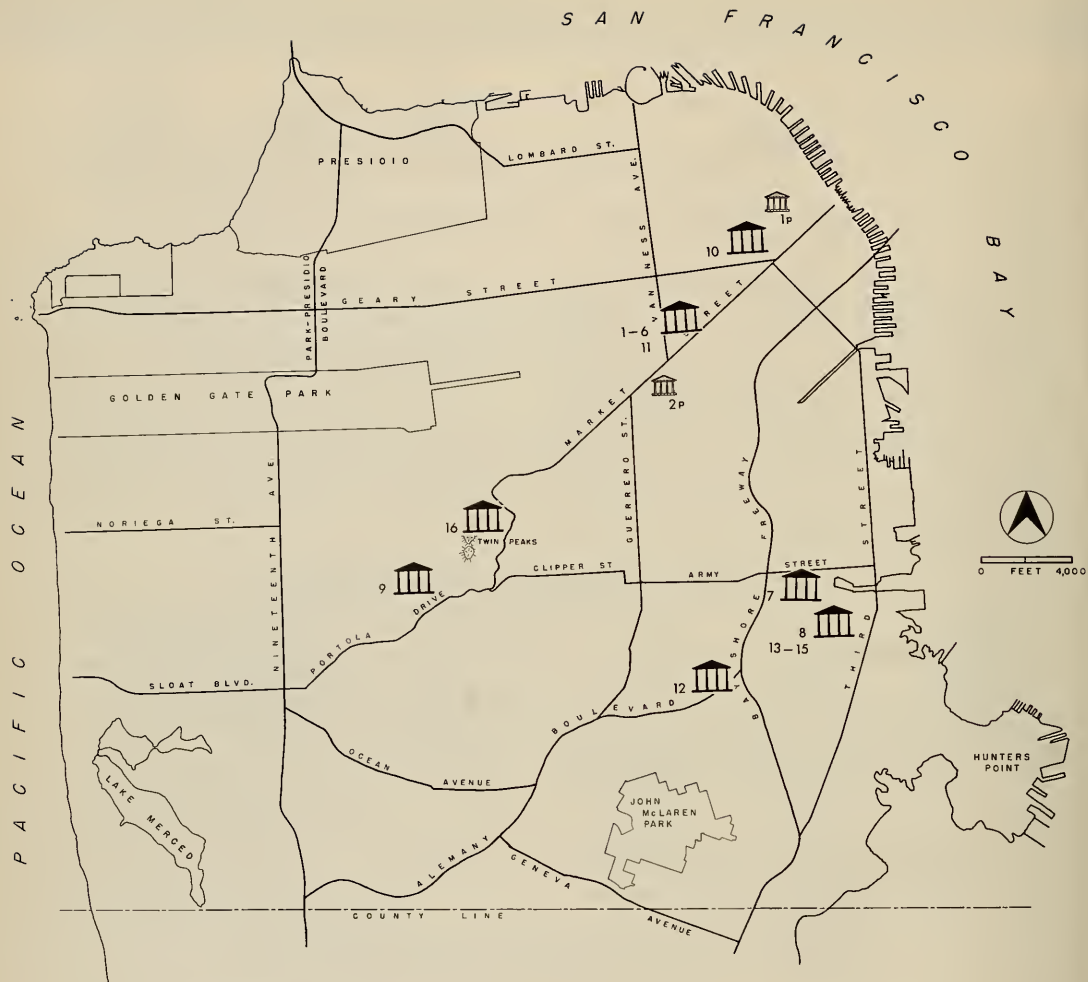 SAN FRANCISCO BAY
PRESIDIO
LOMBARD ST.
VAN NESS AVE.
1P
10
PARK-PRESIDIO
BOULEVARD
GEARY STREET
1–6
11
2P
MARKET STREET
GOLDEN GATE PARK
PACIFIC OCEAN
NINETEENTH AVE
NORIEGA ST.
GUERRERO ST.
BAY SHORE FREEWAY
THIRD STREET
16
TWIN PEAKS
0 FEET 4,000
CLIPPER ST
ARMY STREET
9
7
8
13–15
PORTOLA DRIVE
SLOAT BLVD.
12
ALEMANY BOULEVARD
OCEAN AVENUE
HUNTERS
POINT
LAKE MERCED
JOHN
McLAREN
PARK
GENEVA AVENUE
COUNTY LINE